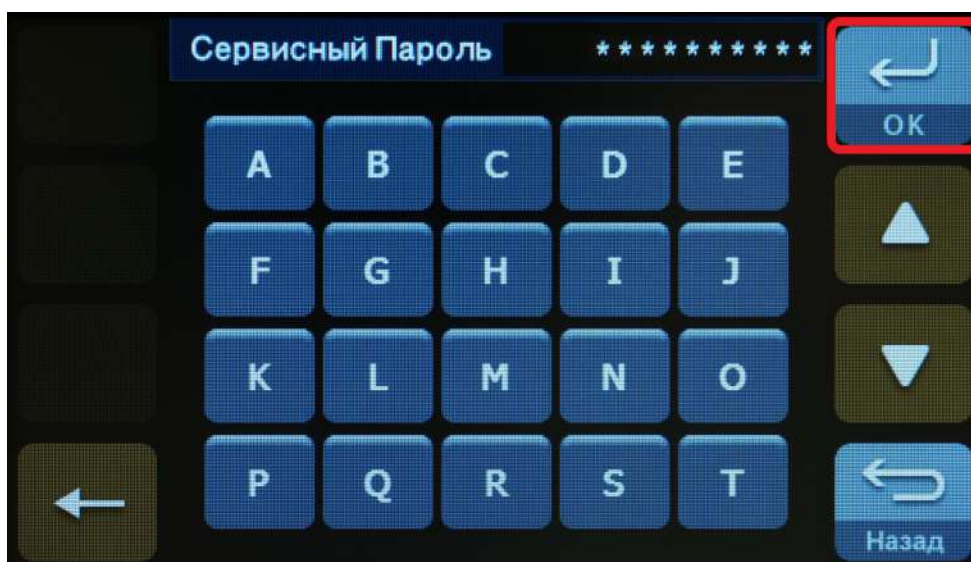 Сервисный Пароль **********
OK
A B C D E
F G H I J
K L M N O
P Q R S T
Назад